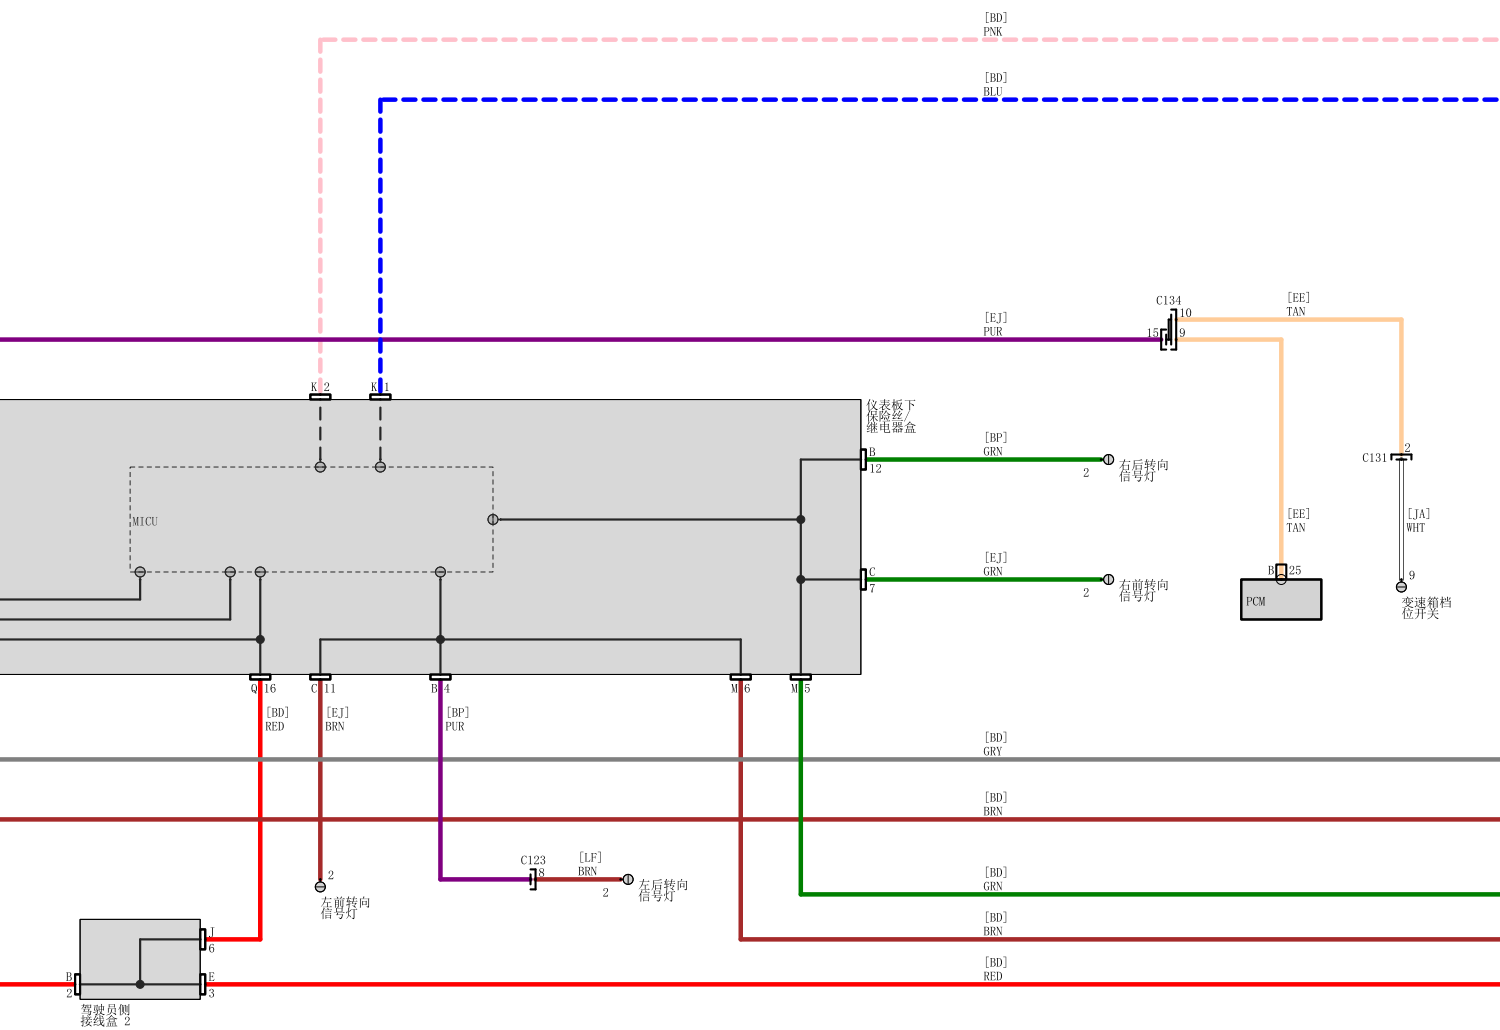 [BD]
PNK
[BD]
BLU
[EE]
TAN
C134
10
[EJ]
PUR
15
9
K 2
K 1
仪表板下
保险丝/
继电器盒
B
12
[BP]
GRN
2
右后转向
信号灯
2
C131
MICU
[EE]
TAN
[JA]
WHT
C
7
[EJ]
GRN
2
右前转向
信号灯
B 25
PCM
9
变速箱档
位开关
Q 16
C 11
B 4
M 6
M 5
[BD]
RED
[EJ]
BRN
[BP]
PUR
[BD]
GRY
[BD]
BRN
C123
8
[LF]
BRN
2
左后转向
信号灯
2
左前转向
信号灯
[BD]
GRN
[BD]
BRN
J
6
B
2
E
3
[BD]
RED
驾驶员侧
接线盒 2